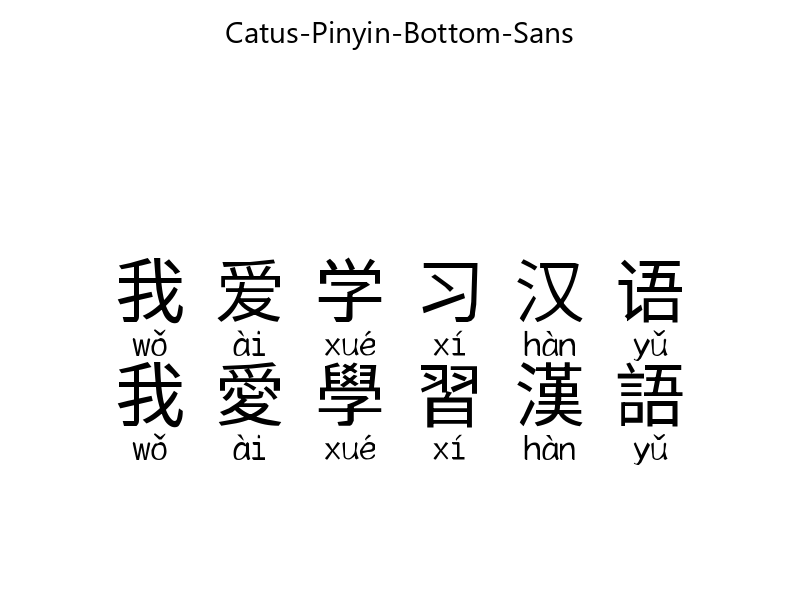 Catus-Pinyin-Bottom-Sans
我 爱 学 习 汉 语
wǒ ài xué xí hàn yǔ
我 愛 學 習 漢 語
wǒ ài xué xí hàn yǔ